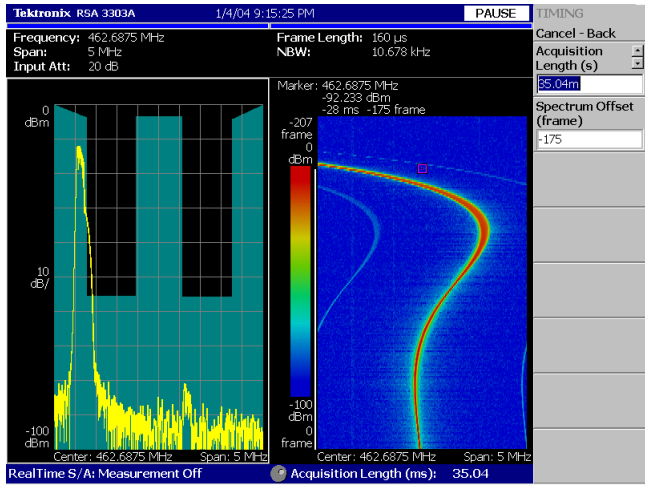 Tektronix RSA 3303A 1/4/04 9:15:25 PM PAUSE TIMING
Frequency: 462.6875 MHz Frame Length: 160 µs
Span: 5 MHz NBW: 10.678 kHz
Input Att: 20 dB
Cancel - Back
Acquisition
Length (s)
35.04m
Spectrum Offset
(frame)
-175
0
dBm
10
dB/
-100
dBm
Center: 462.6875 MHz Span: 5 MHz
Marker: 462.6875 MHz
-92.233 dBm
-28 ms -175 frame
-207
frame
0
dBm
-100
dBm
0
frame
Center: 462.6875 MHz Span: 5 MHz
RealTime S/A: Measurement Off Acquisition Length (ms): 35.04